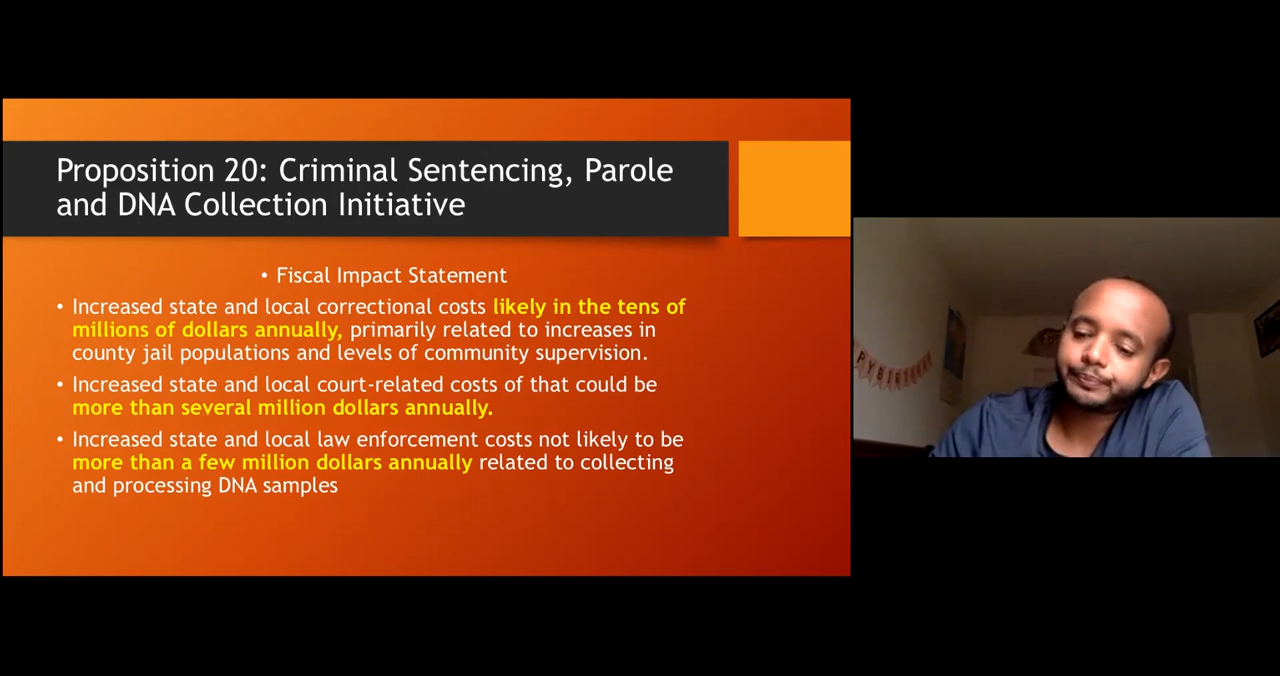 Proposition 20: Criminal Sentencing, Parole
and DNA Collection Initiative
• Fiscal Impact Statement
• Increased state and local correctional costs likely in the tens of
millions of dollars annually, primarily related to increases in
county jail populations and levels of community supervision.
• Increased state and local court-related costs of that could be
more than several million dollars annually.
• Increased state and local law enforcement costs not likely to be
more than a few million dollars annually related to collecting
and processing DNA samples